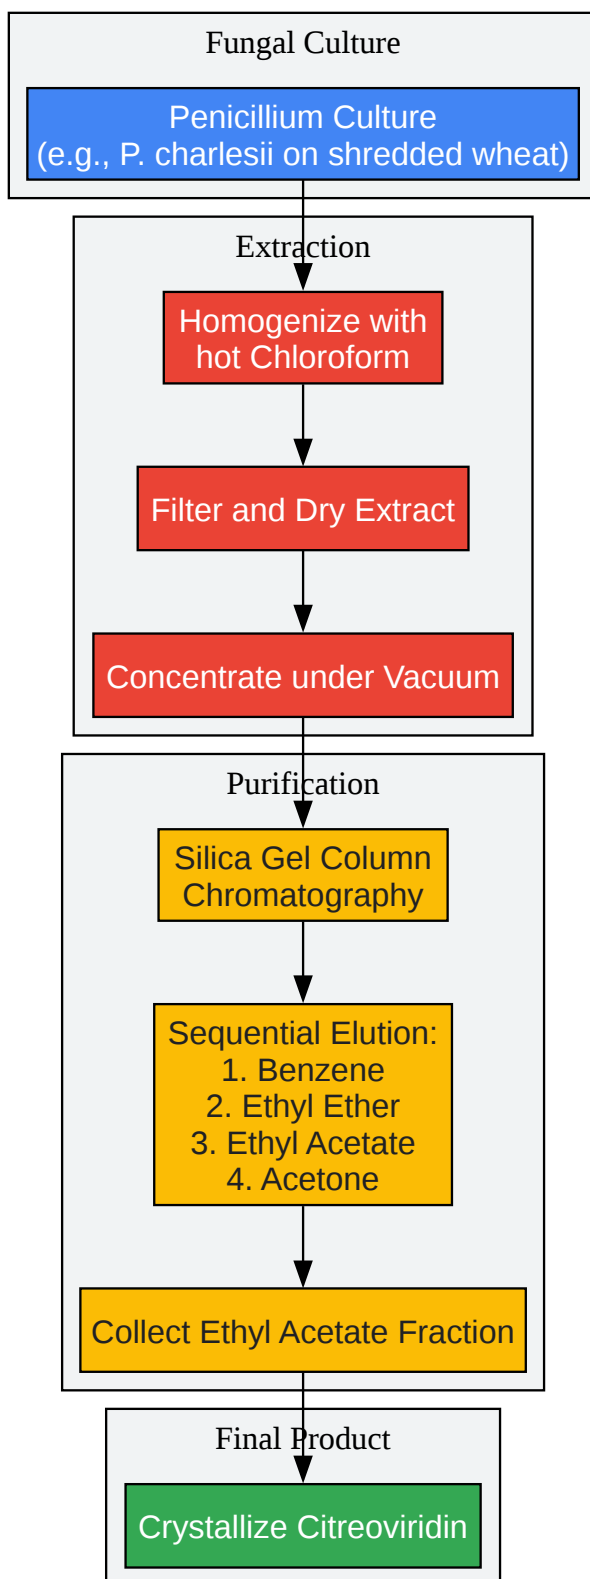 Fungal Culture
Penicillium Culture
(e.g., P. charlesii on shredded wheat)
Extraction
Homogenize with
hot Chloroform
Filter and Dry Extract
Concentrate under Vacuum
Purification
Silica Gel Column
Chromatography
Sequential Elution:
1. Benzene
2. Ethyl Ether
3. Ethyl Acetate
4. Acetone
Collect Ethyl Acetate Fraction
Final Product
Crystallize Citreoviridin